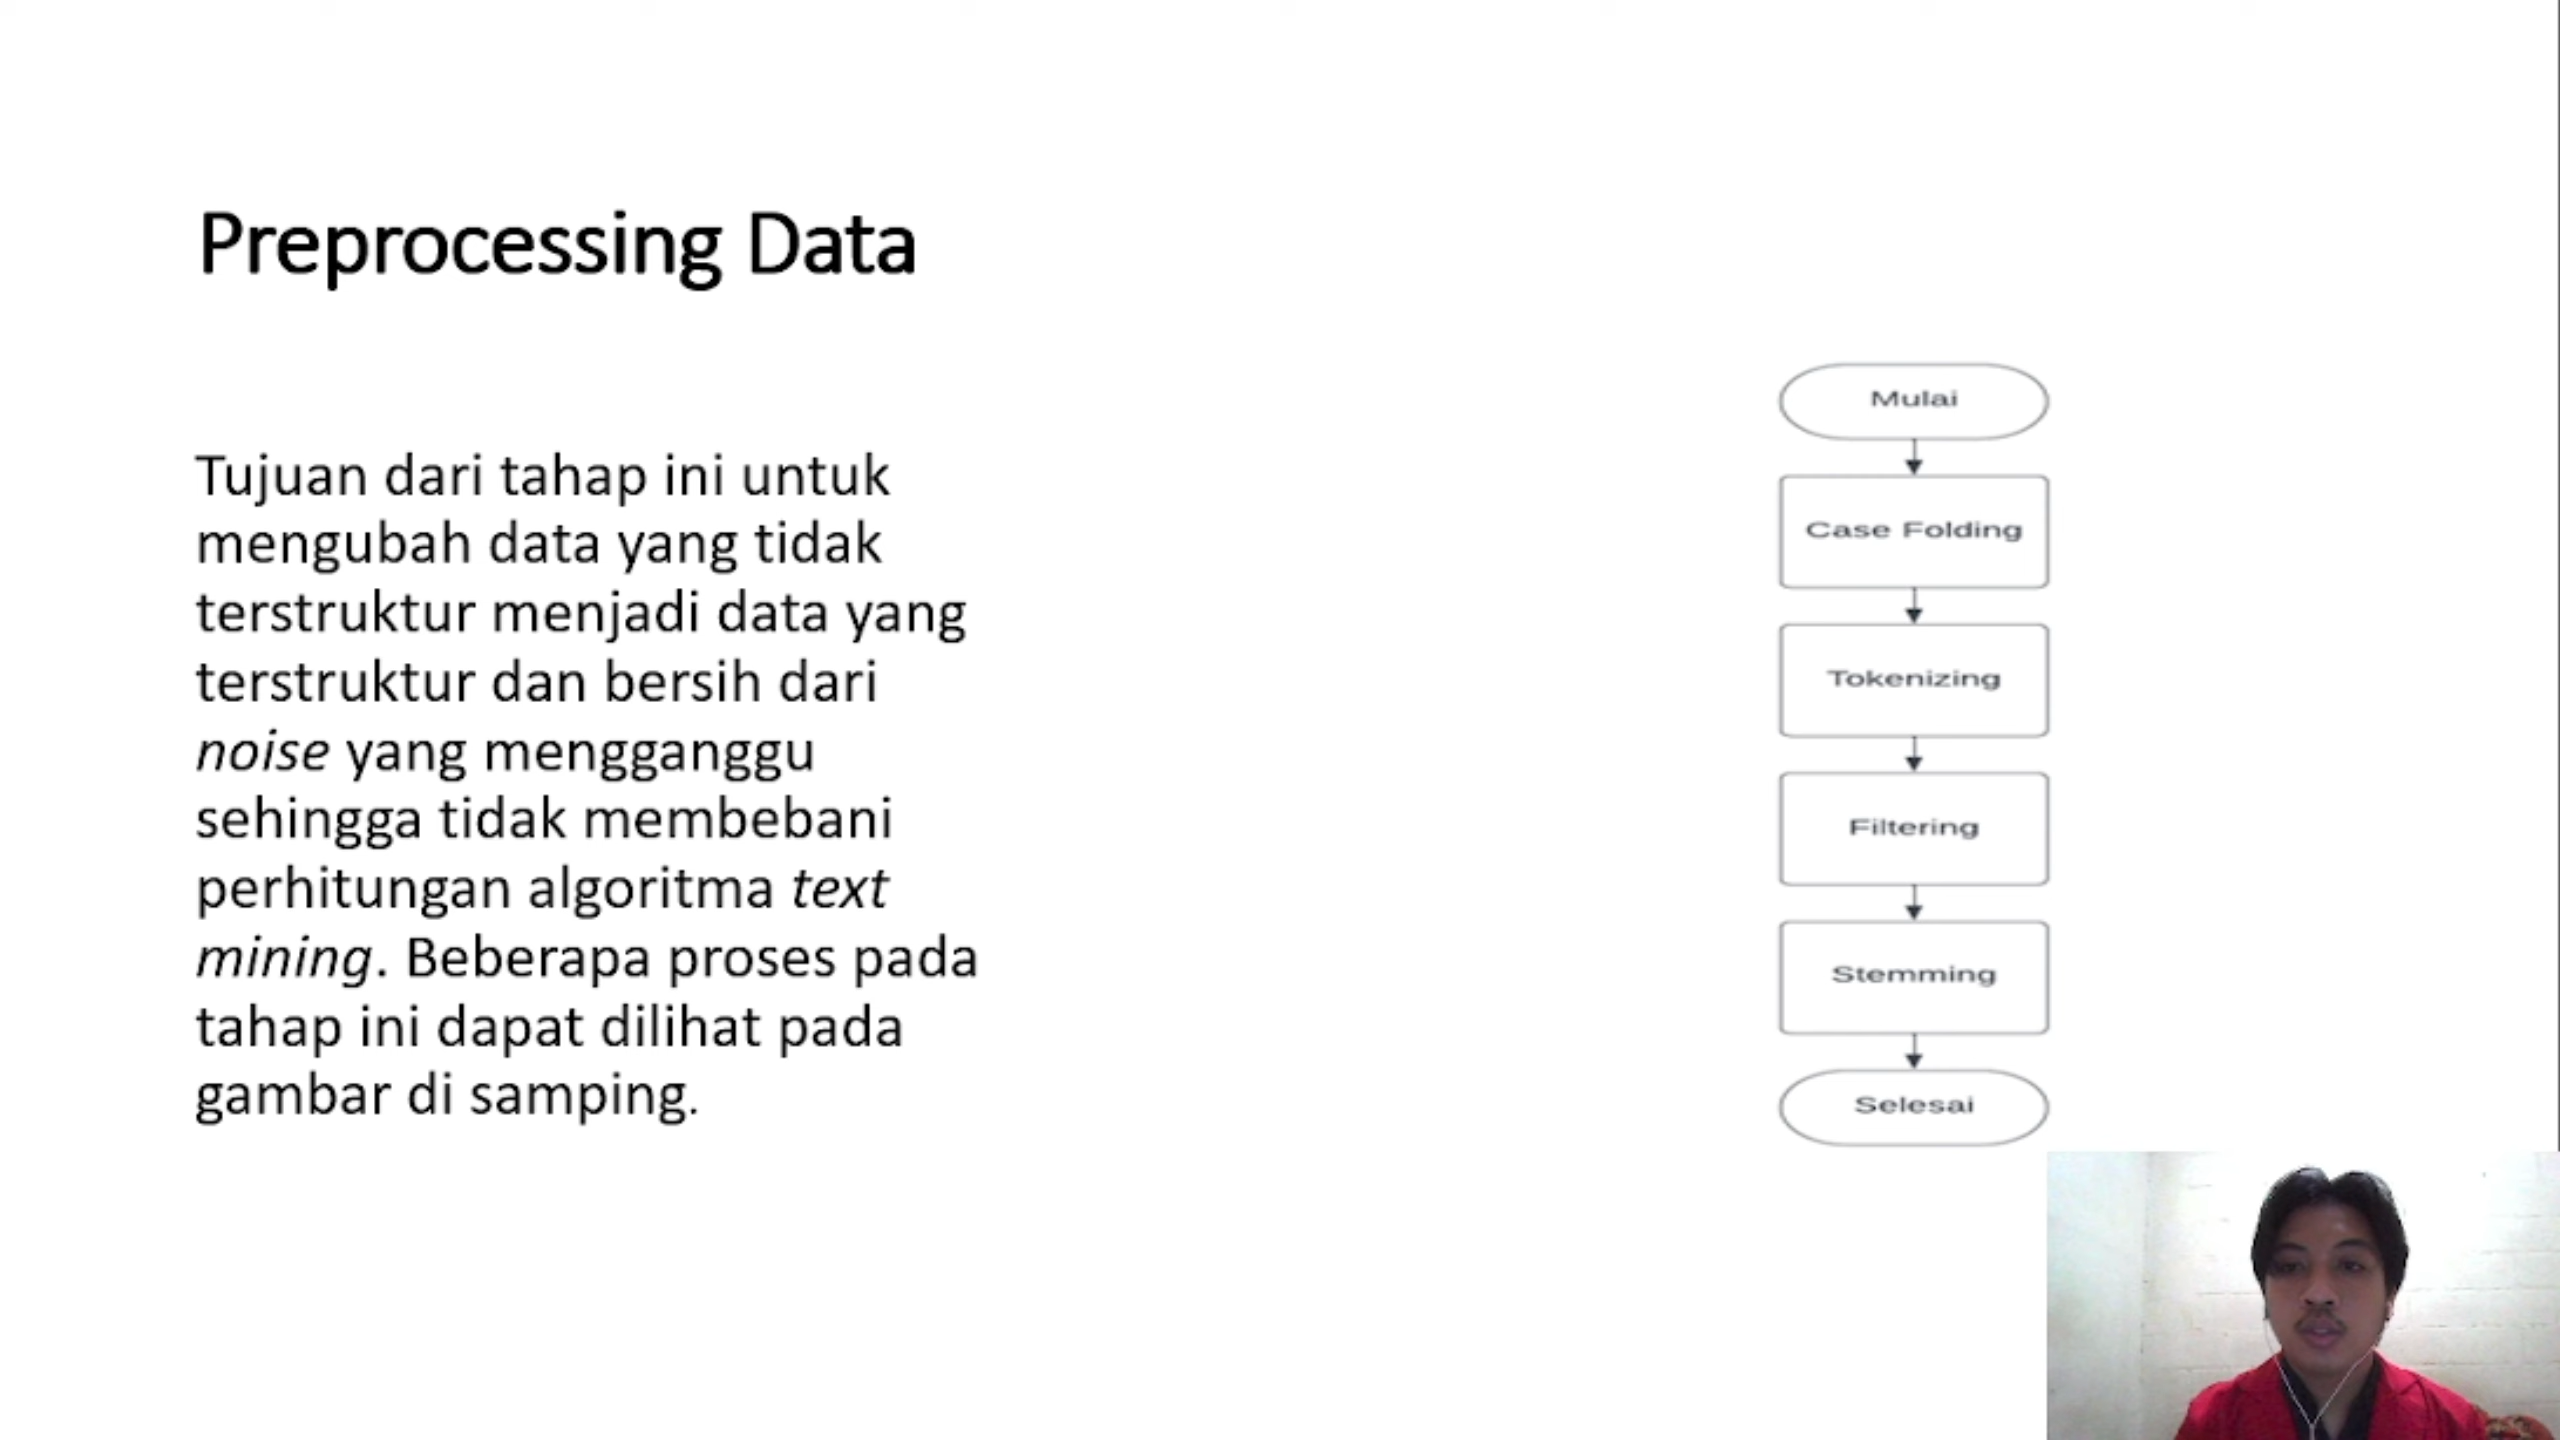 Preprocessing Data
Tujuan dari tahap ini untuk
mengubah data yang tidak
terstruktur menjadi data yang
terstruktur dan bersih dari
noise yang mengganggu
sehingga tidak membebani
perhitungan algoritma text
mining. Beberapa proses pada
tahap ini dapat dilihat pada
gambar di samping.
Mulai
Case Folding
Tokenizing
Filtering
Stemming
Selesai